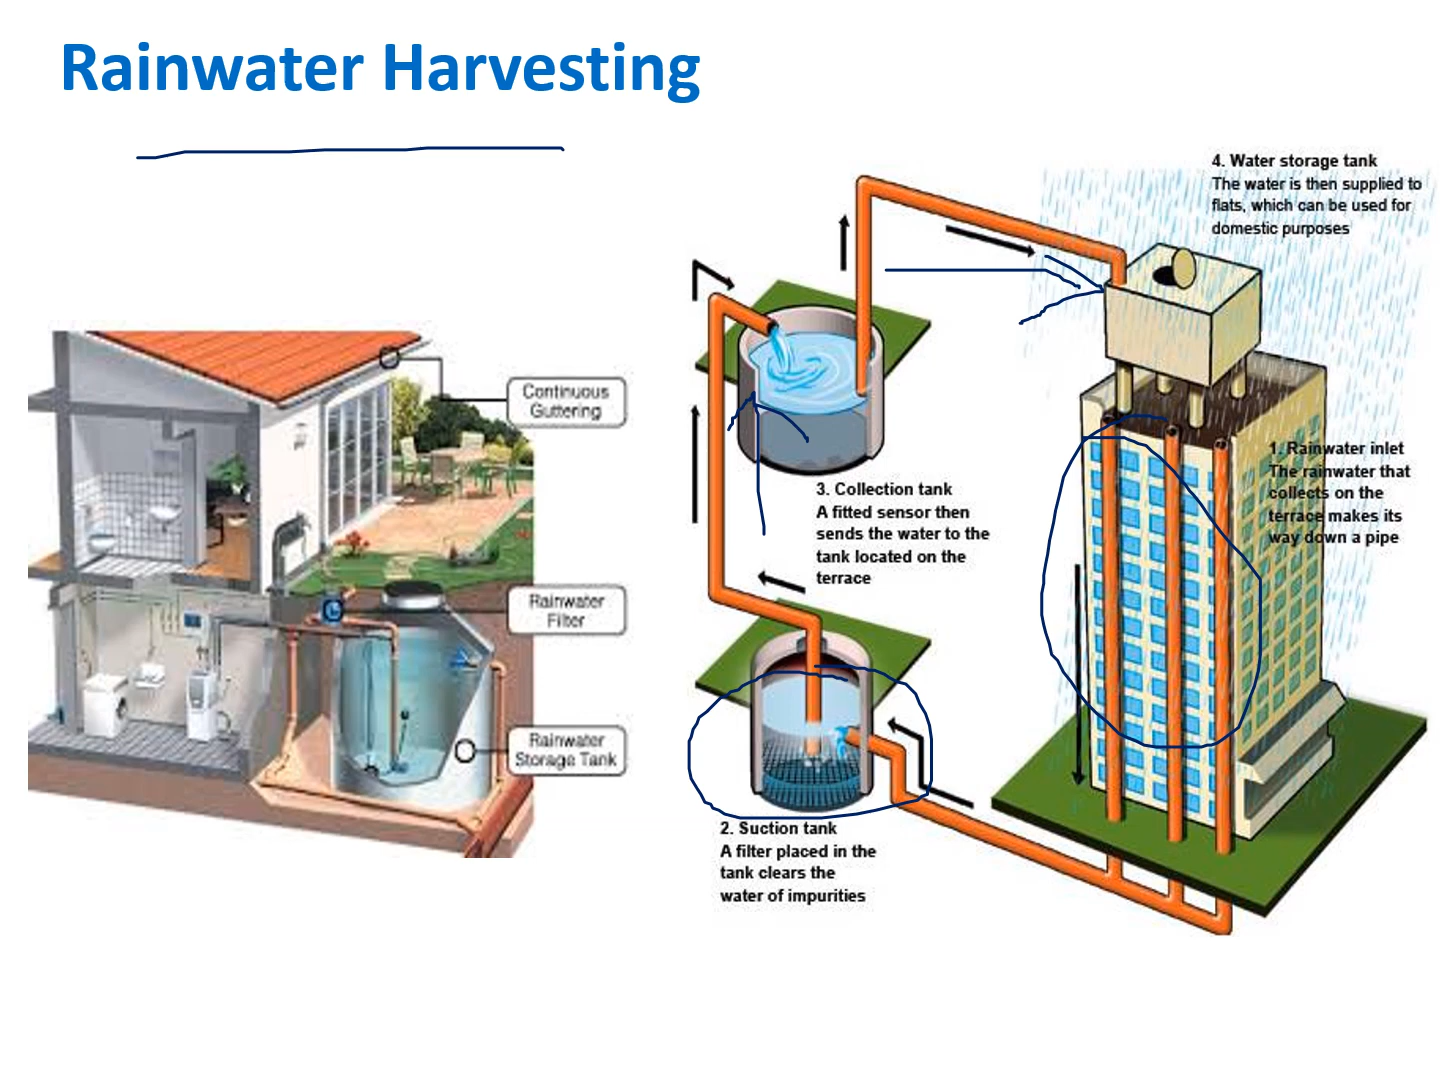 Rainwater Harvesting
4. Water storage tank
The water is then supplied to
flats, which can be used for
domestic purposes
Continuous
Guttering
1. Rainwater inlet
The rainwater that
collects on the
terrace makes its
way down a pipe
3. Collection tank
A fitted sensor then
sends the water to the
tank located on the
terrace
Rainwater
Filter
Rainwater
Storage Tank
2. Suction tank
A filter placed in the
tank clears the
water of impurities